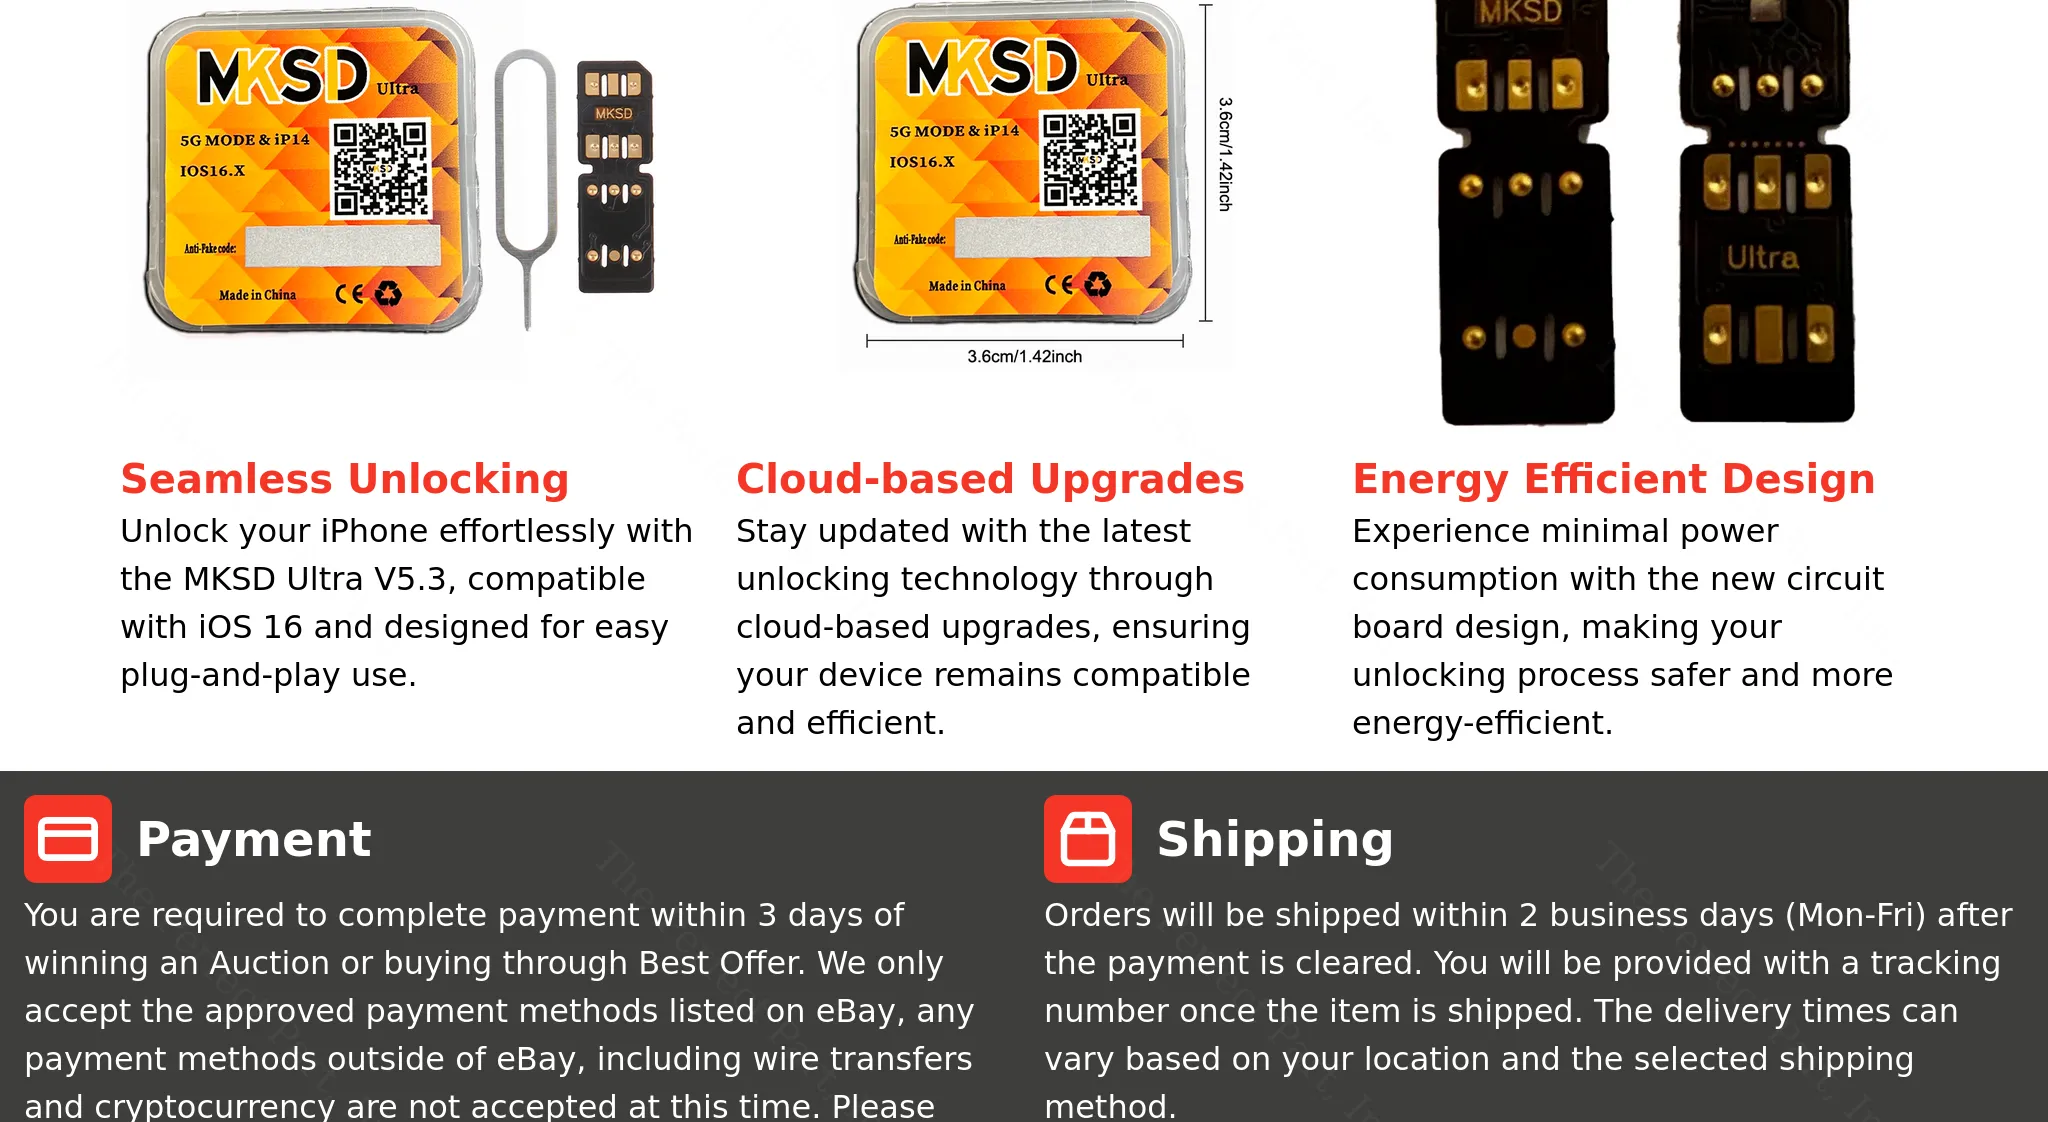 MKSD
Ultra
5G MODE & iP14
IOS16.X
MKSD
Anti-Fake code:
Made in China
CE
MKSD
MKSD
Ultra
5G MODE & iP14
IOS16.X
MKSD
Anti-Fake code:
Made in China
CE
3.6cm/1.42inch
3.6cm/1.42inch
MKSD
Ultra
Seamless Unlocking
Unlock your iPhone effortlessly with
the MKSD Ultra V5.3, compatible
with iOS 16 and designed for easy
plug-and-play use.
Cloud-based Upgrades
Stay updated with the latest
unlocking technology through
cloud-based upgrades, ensuring
your device remains compatible
and efficient.
Energy Efficient Design
Experience minimal power
consumption with the new circuit
board design, making your
unlocking process safer and more
energy-efficient.
Payment
You are required to complete payment within 3 days of
winning an Auction or buying through Best Offer. We only
accept the approved payment methods listed on eBay, any
payment methods outside of eBay, including wire transfers
and cryptocurrency are not accepted at this time. Please
Shipping
Orders will be shipped within 2 business days (Mon-Fri) after
the payment is cleared. You will be provided with a tracking
number once the item is shipped. The delivery times can
vary based on your location and the selected shipping
method.